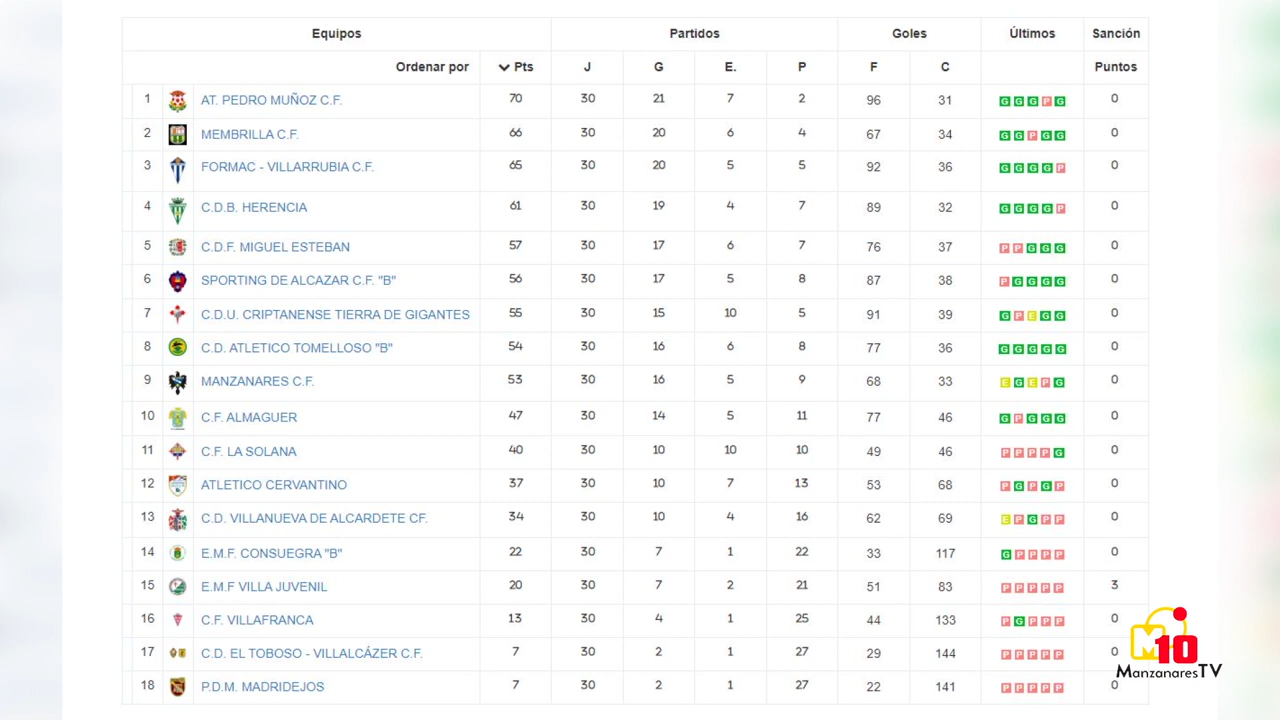 Equipos Partidos Goles Últimos Sanción
Ordenar por Pts J G E. P F C Puntos
1 AT. PEDRO MUÑOZ C.F. 70 30 21 7 2 96 31 G G G P G 0
2 MEMBRILLA C.F. 66 30 20 6 4 67 34 G G P G G 0
3 FORMAC - VILLARRUBIA C.F. 65 30 20 5 5 92 36 G G G G P 0
4 C.D.B. HERENCIA 61 30 19 4 7 89 32 G G G G P 0
5 C.D.F. MIGUEL ESTEBAN 57 30 17 6 7 76 37 P P G G G 0
6 SPORTING DE ALCAZAR C.F. "B" 56 30 17 5 8 87 38 P G G G G 0
7 C.D.U. CRIPTANENSE TIERRA DE GIGANTES 55 30 15 10 5 91 39 G P E G G 0
8 C.D. ATLETICO TOMELLOSO "B" 54 30 16 6 8 77 36 G G G G G 0
9 MANZANARES C.F. 53 30 16 5 9 68 33 E G E P G 0
10 C.F. ALMAGUER 47 30 14 5 11 77 46 G P G G G 0
11 C.F. LA SOLANA 40 30 10 10 10 49 46 P P P P G 0
12 ATLETICO CERVANTINO 37 30 10 7 13 53 68 P G P G P 0
13 C.D. VILLANUEVA DE ALCARDETE CF. 34 30 10 4 16 62 69 E P G P P 0
14 E.M.F. CONSUEGRA "B" 22 30 7 1 22 33 117 G P P P P 0
15 E.M.F VILLA JUVENIL 20 30 7 2 21 51 83 P P P P P 3
16 C.F. VILLAFRANCA 13 30 4 1 25 44 133 P G P P P 0
17 C.D. EL TOBOSO - VILLALCÁZER C.F. 7 30 2 1 27 29 144 P P P P P 0
18 P.D.M. MADRIDEJOS 7 30 2 1 27 22 141 P P P P P 0
M10
ManzanaresTV